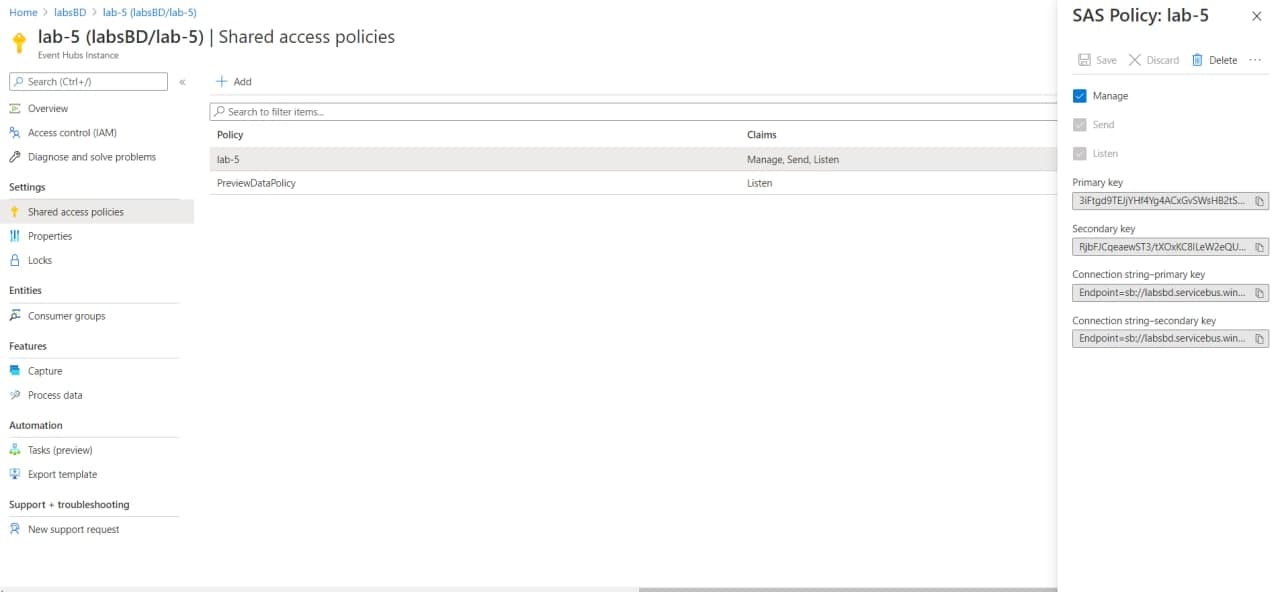 Home > labsBD > lab-5 (labsBD/lab-5)
lab-5 (labsBD/lab-5) | Shared access policies
Event Hubs Instance
Search (Ctrl+/)
«
Overview
Access control (IAM)
Diagnose and solve problems
Settings
Shared access policies
Properties
Locks
Entities
Consumer groups
Features
Capture
Process data
Automation
Tasks (preview)
Export template
Support + troubleshooting
New support request
+ Add
Search to filter items...
Policy Claims
lab-5 Manage, Send, Listen
PreviewDataPolicy Listen
SAS Policy: lab-5
Save Discard Delete ...
Manage
Send
Listen
Primary key
3iFtgd9TEJjYHf4Yg4ACxGvSWsHB2tS...
Secondary key
RjbFJCqeaewST3/tXOxKC8ILeW2eQU...
Connection string–primary key
Endpoint=sb://labsbd.servicebus.win...
Connection string–secondary key
Endpoint=sb://labsbd.servicebus.win...